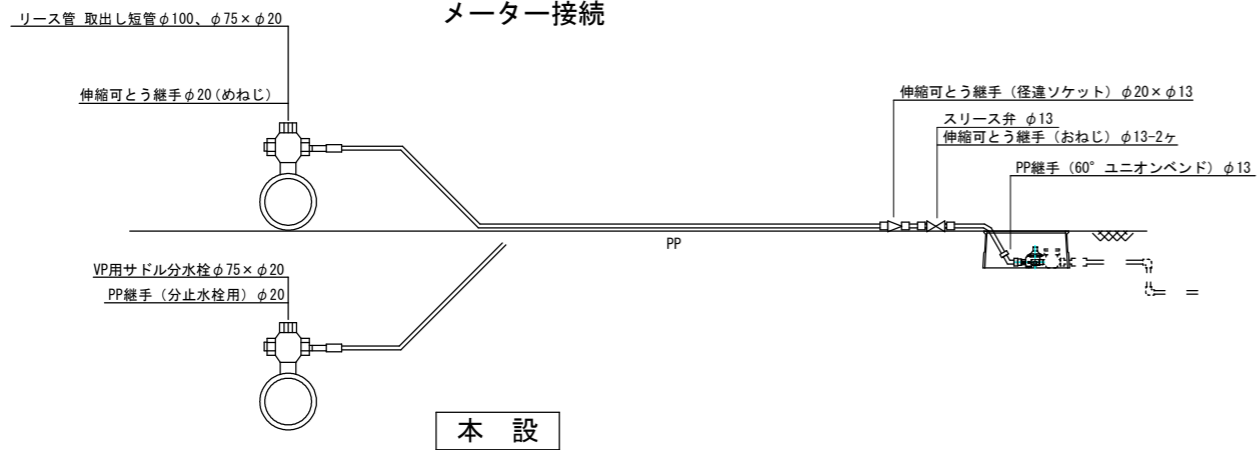 メーター接続
リース管 取出し短管φ100、φ75×φ20
伸縮可とう継手φ20(めねじ)
伸縮可とう継手（径違ソケット）φ20×φ13
スリース弁 φ13
伸縮可とう継手（おねじ）φ13-2ヶ
PP継手（60°ユニオンベンド）φ13
PP
VP用サドル分水栓φ75×φ20
PP継手（分止水栓用）φ20
本 設